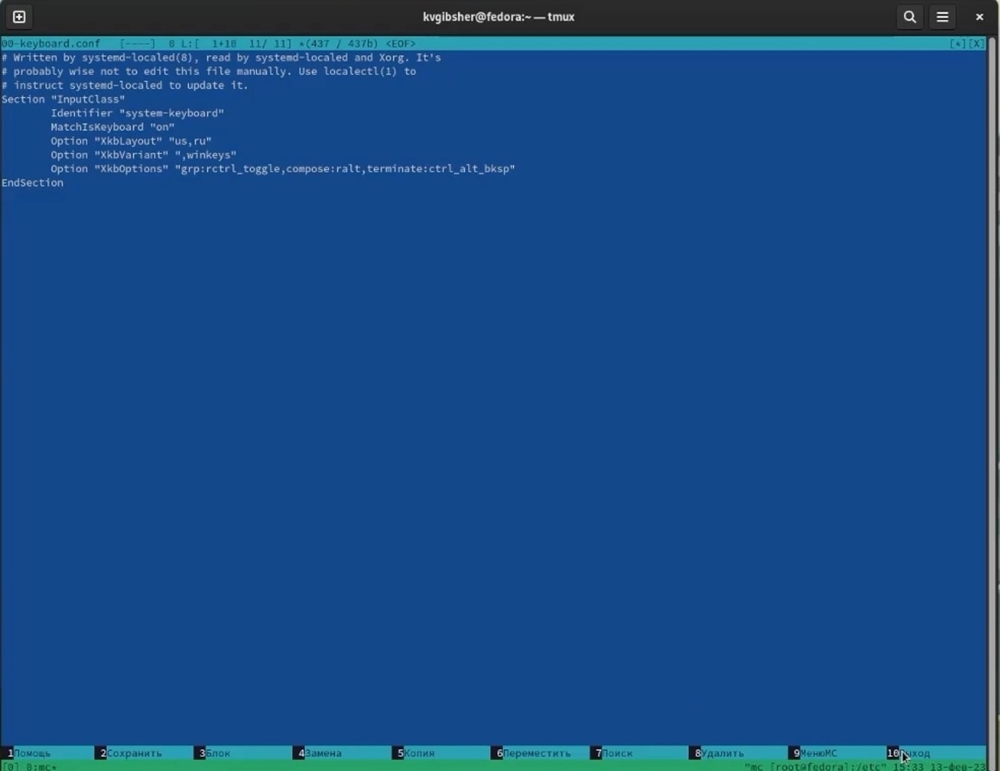 kvgibsher@fedora:~ — tmux
00-keyboard.conf [----] 0 L:[ 1+10 11/ 11] *(437 / 437b) <EOF> [*][X]
# Written by systemd-localed(8), read by systemd-localed and Xorg. It's
# probably wise not to edit this file manually. Use localectl(1) to
# instruct systemd-localed to update it.
Section "InputClass"
Identifier "system-keyboard"
MatchIsKeyboard "on"
Option "XkbLayout" "us,ru"
Option "XkbVariant" ",winkeys"
Option "XkbOptions" "grp:rctrl_toggle,compose:ralt,terminate:ctrl_alt_bksp"
EndSection
1Помощь 2Сохранить 3Блок 4Замена 5Копия 6Переместить 7Поиск 8Удалить 9МенюМС 10Выход
[0] 0:mc* "mc [root@fedora]:/etc" 15:33 13-фев-23